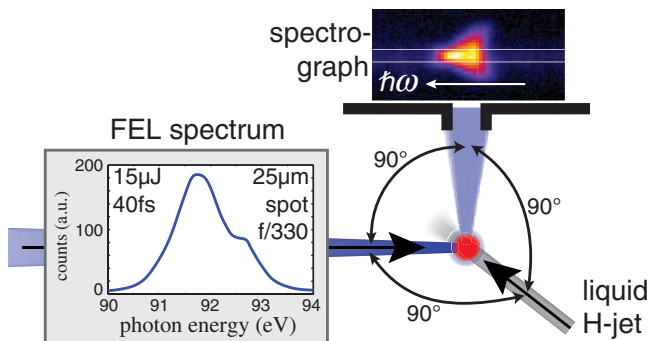 spectro-
graph
ħω
FEL spectrum
90°
90°
90°
200
100
0
counts (a.u.)
15µJ
40fs
25µm
spot
f/330
90 91 92 93 94
photon energy (eV)
liquid
H-jet